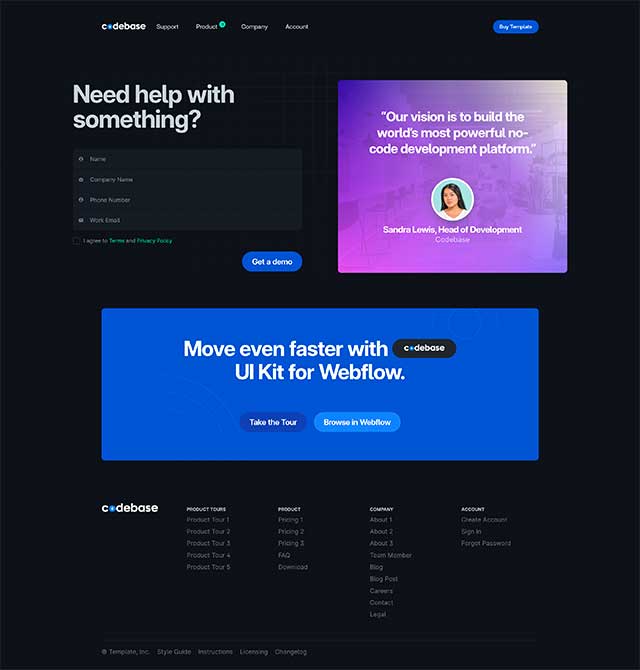 codebase Support Product Company Account Buy Template
Need help with
something?
Name
Company Name
Phone Number
Work Email
I agree to Terms and Privacy Policy
Get a demo
"Our vision is to build the
world's most powerful no-
code development platform."
Sandra Lewis, Head of Development
Codebase
Move even faster with codebase
UI Kit for Webflow.
Take the Tour Browse in Webflow
codebase
PRODUCT TOURS
Product Tour 1
Product Tour 2
Product Tour 3
Product Tour 4
Product Tour 5
PRODUCT
Pricing 1
Pricing 2
Pricing 3
FAQ
Download
COMPANY
About 1
About 2
About 3
Team Member
Blog
Blog Post
Careers
Contact
Legal
ACCOUNT
Create Account
Sign In
Forgot Password
© Template, Inc. Style Guide Instructions Licensing Changelog